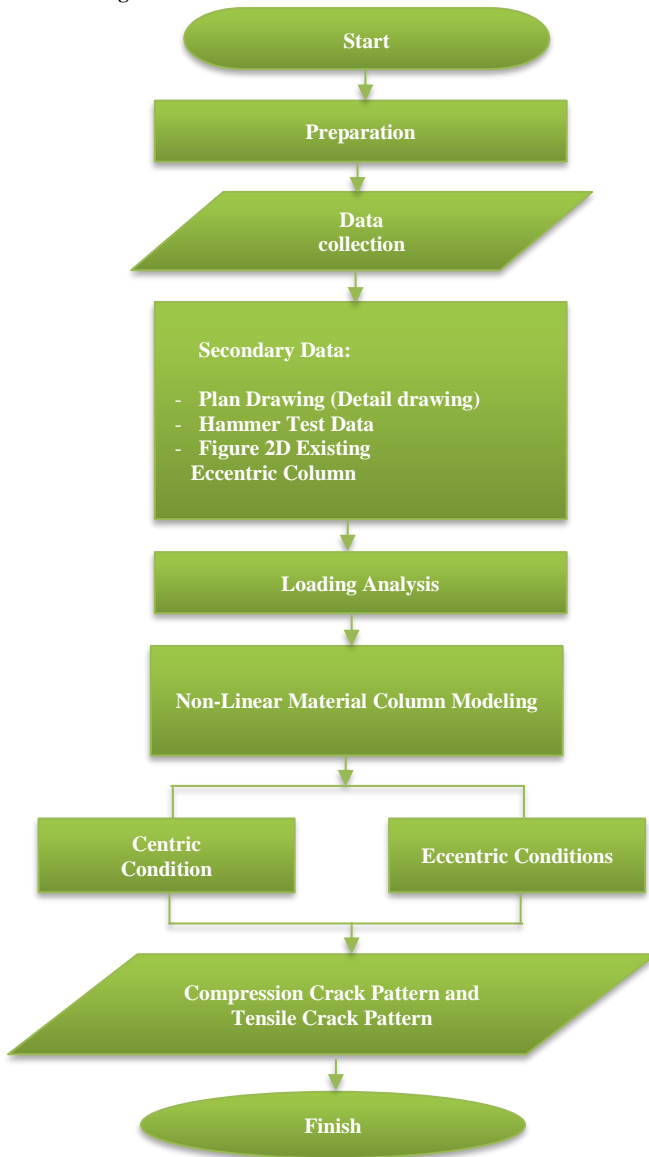 Start
Preparation
Data
collection
Secondary Data:
- Plan Drawing (Detail drawing)
- Hammer Test Data
- Figure 2D Existing
Eccentric Column
Loading Analysis
Non-Linear Material Column Modeling
Centric
Condition
Eccentric Conditions
Compression Crack Pattern and
Tensile Crack Pattern
Finish